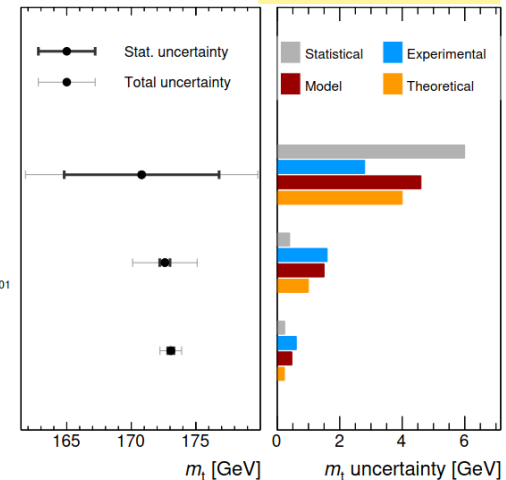 Stat. uncertainty
Total uncertainty
Statistical
Experimental
Model
Theoretical
01
165 170 175
0 2 4 6
mt [GeV]
mt uncertainty [GeV]